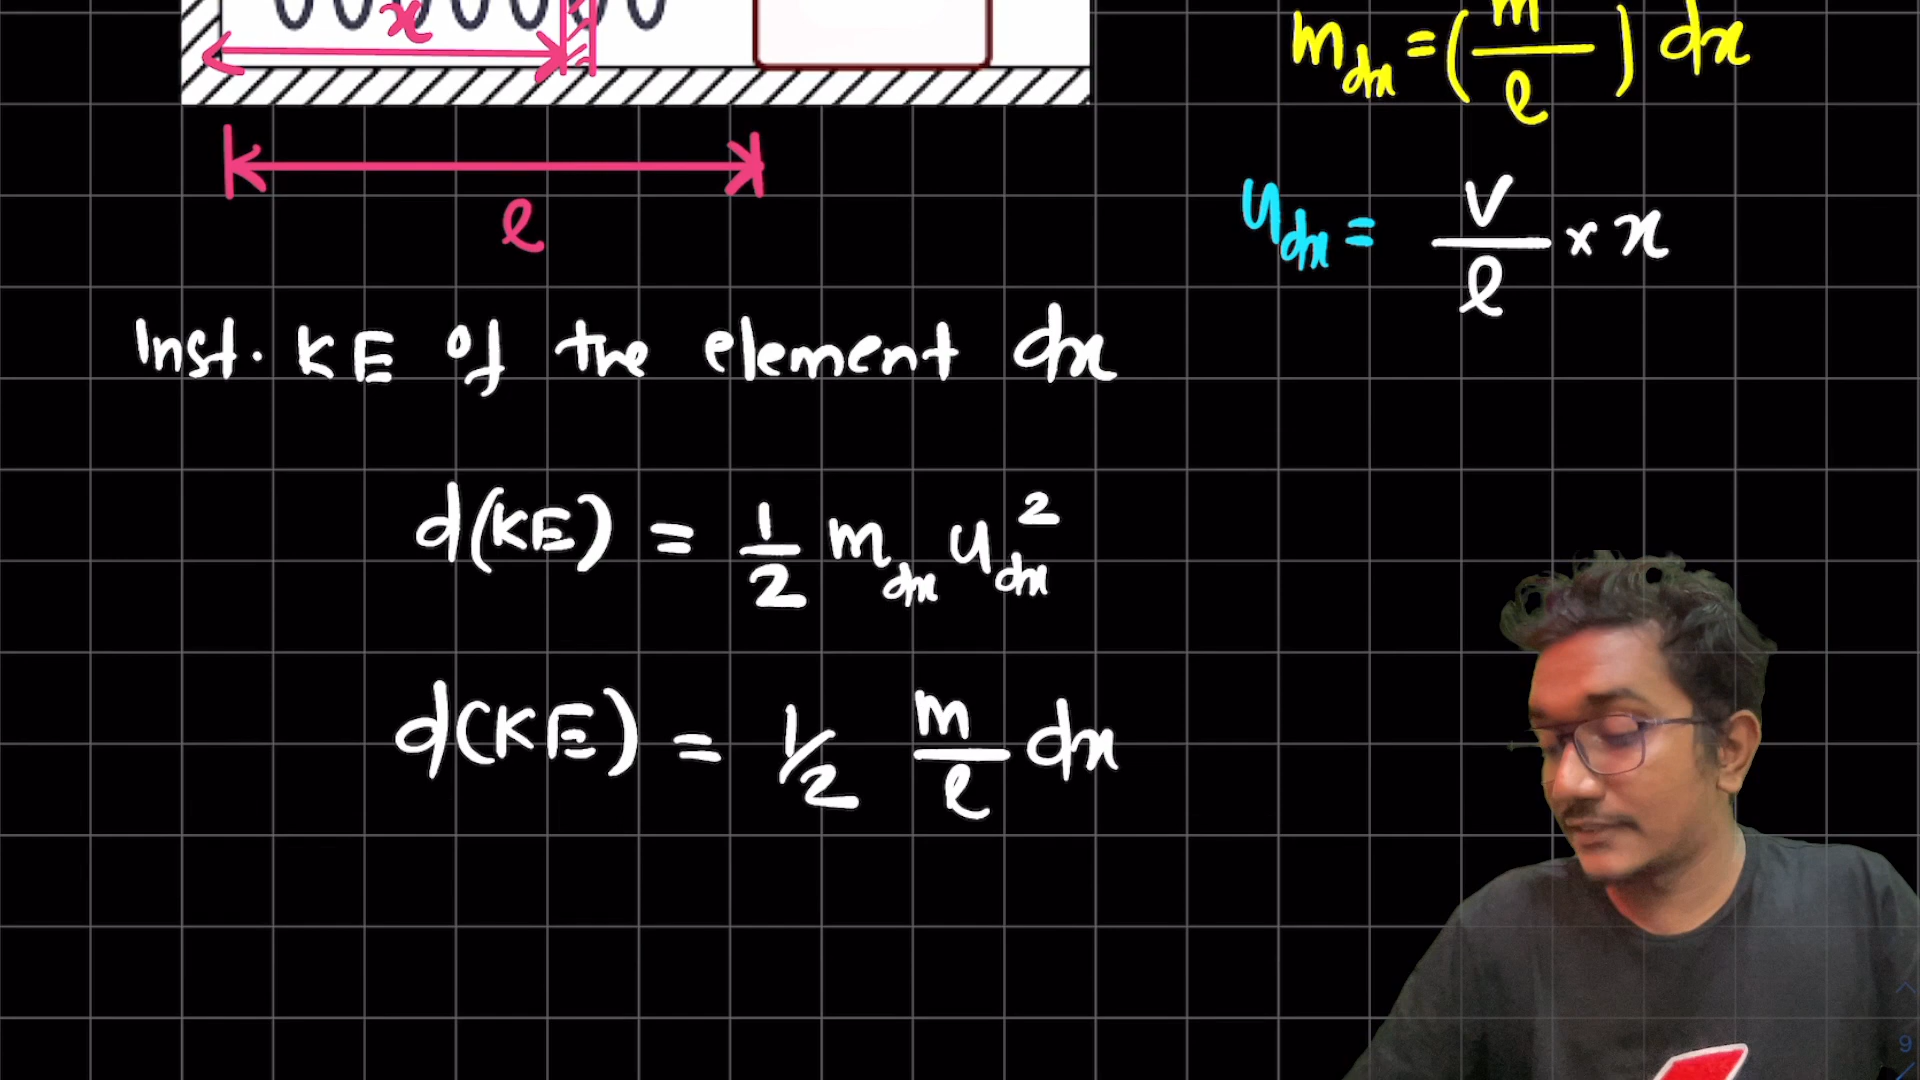 x
m_dx = (m/l) dx
l
u_dx = v/l × x
Inst. KE of the element dx
d(KE) = 1/2 m_dx u_dx^2
d(KE) = 1/2 m/l dx
9